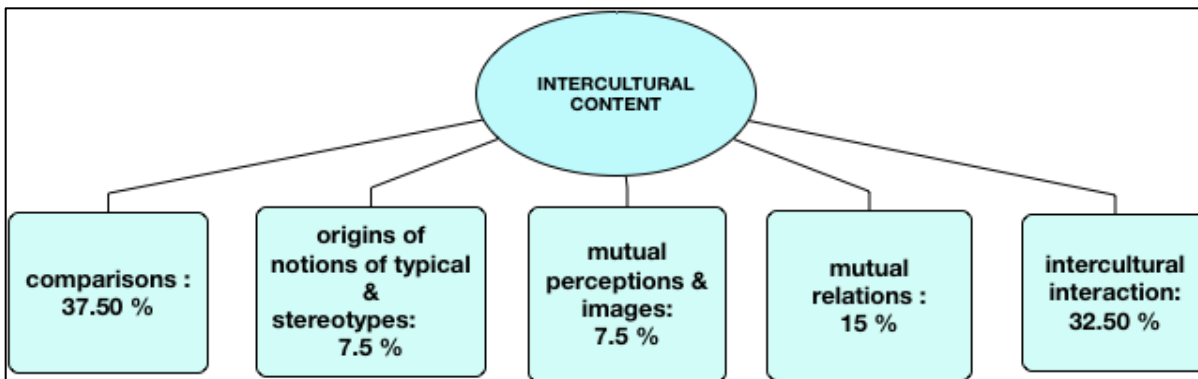 INTERCULTURAL
CONTENT
comparisons :
37.50 %
origins of
notions of typical
&
stereotypes:
7.5 %
mutual
perceptions &
images:
7.5 %
mutual
relations :
15 %
intercultural
interaction:
32.50 %